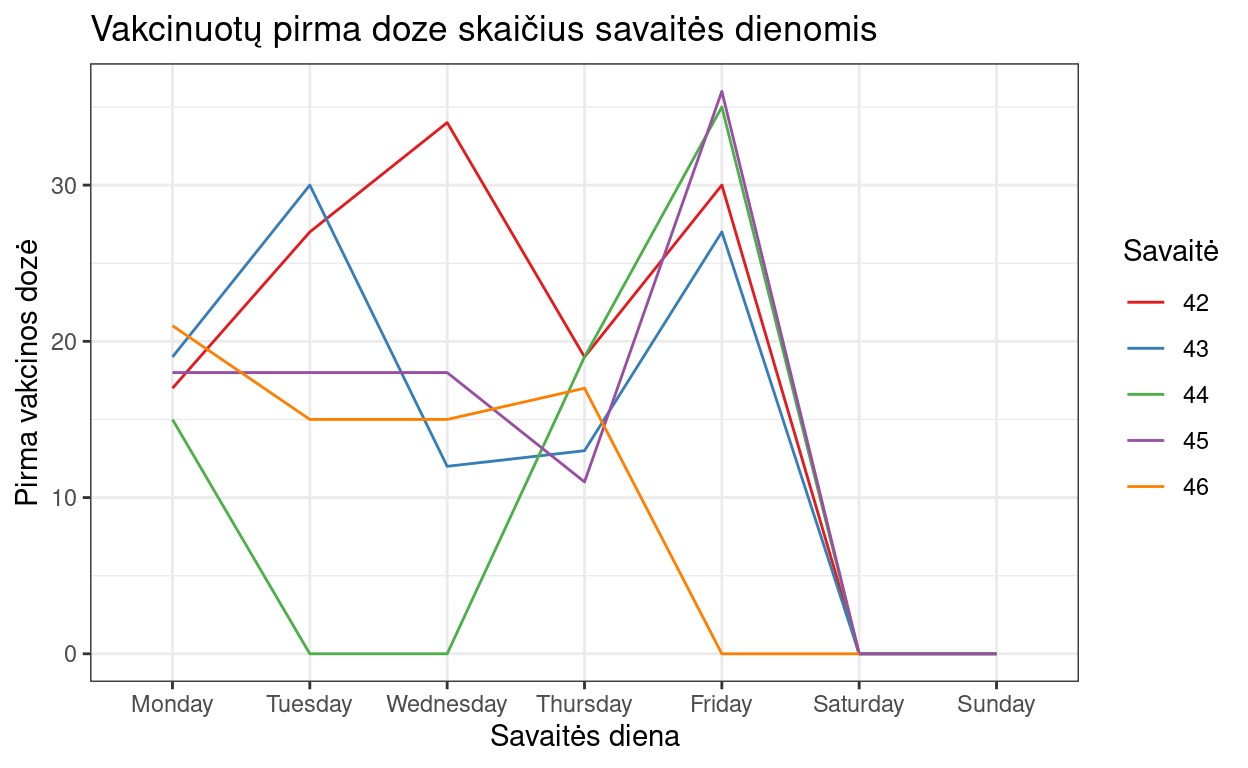 Vakcinuotų pirma doze skaičius savaitės dienomis
Pirma vakcinos dozė
30
20
10
0
Monday Tuesday Wednesday Thursday Friday Saturday Sunday
Savaitės diena
Savaitė
42
43
44
45
46